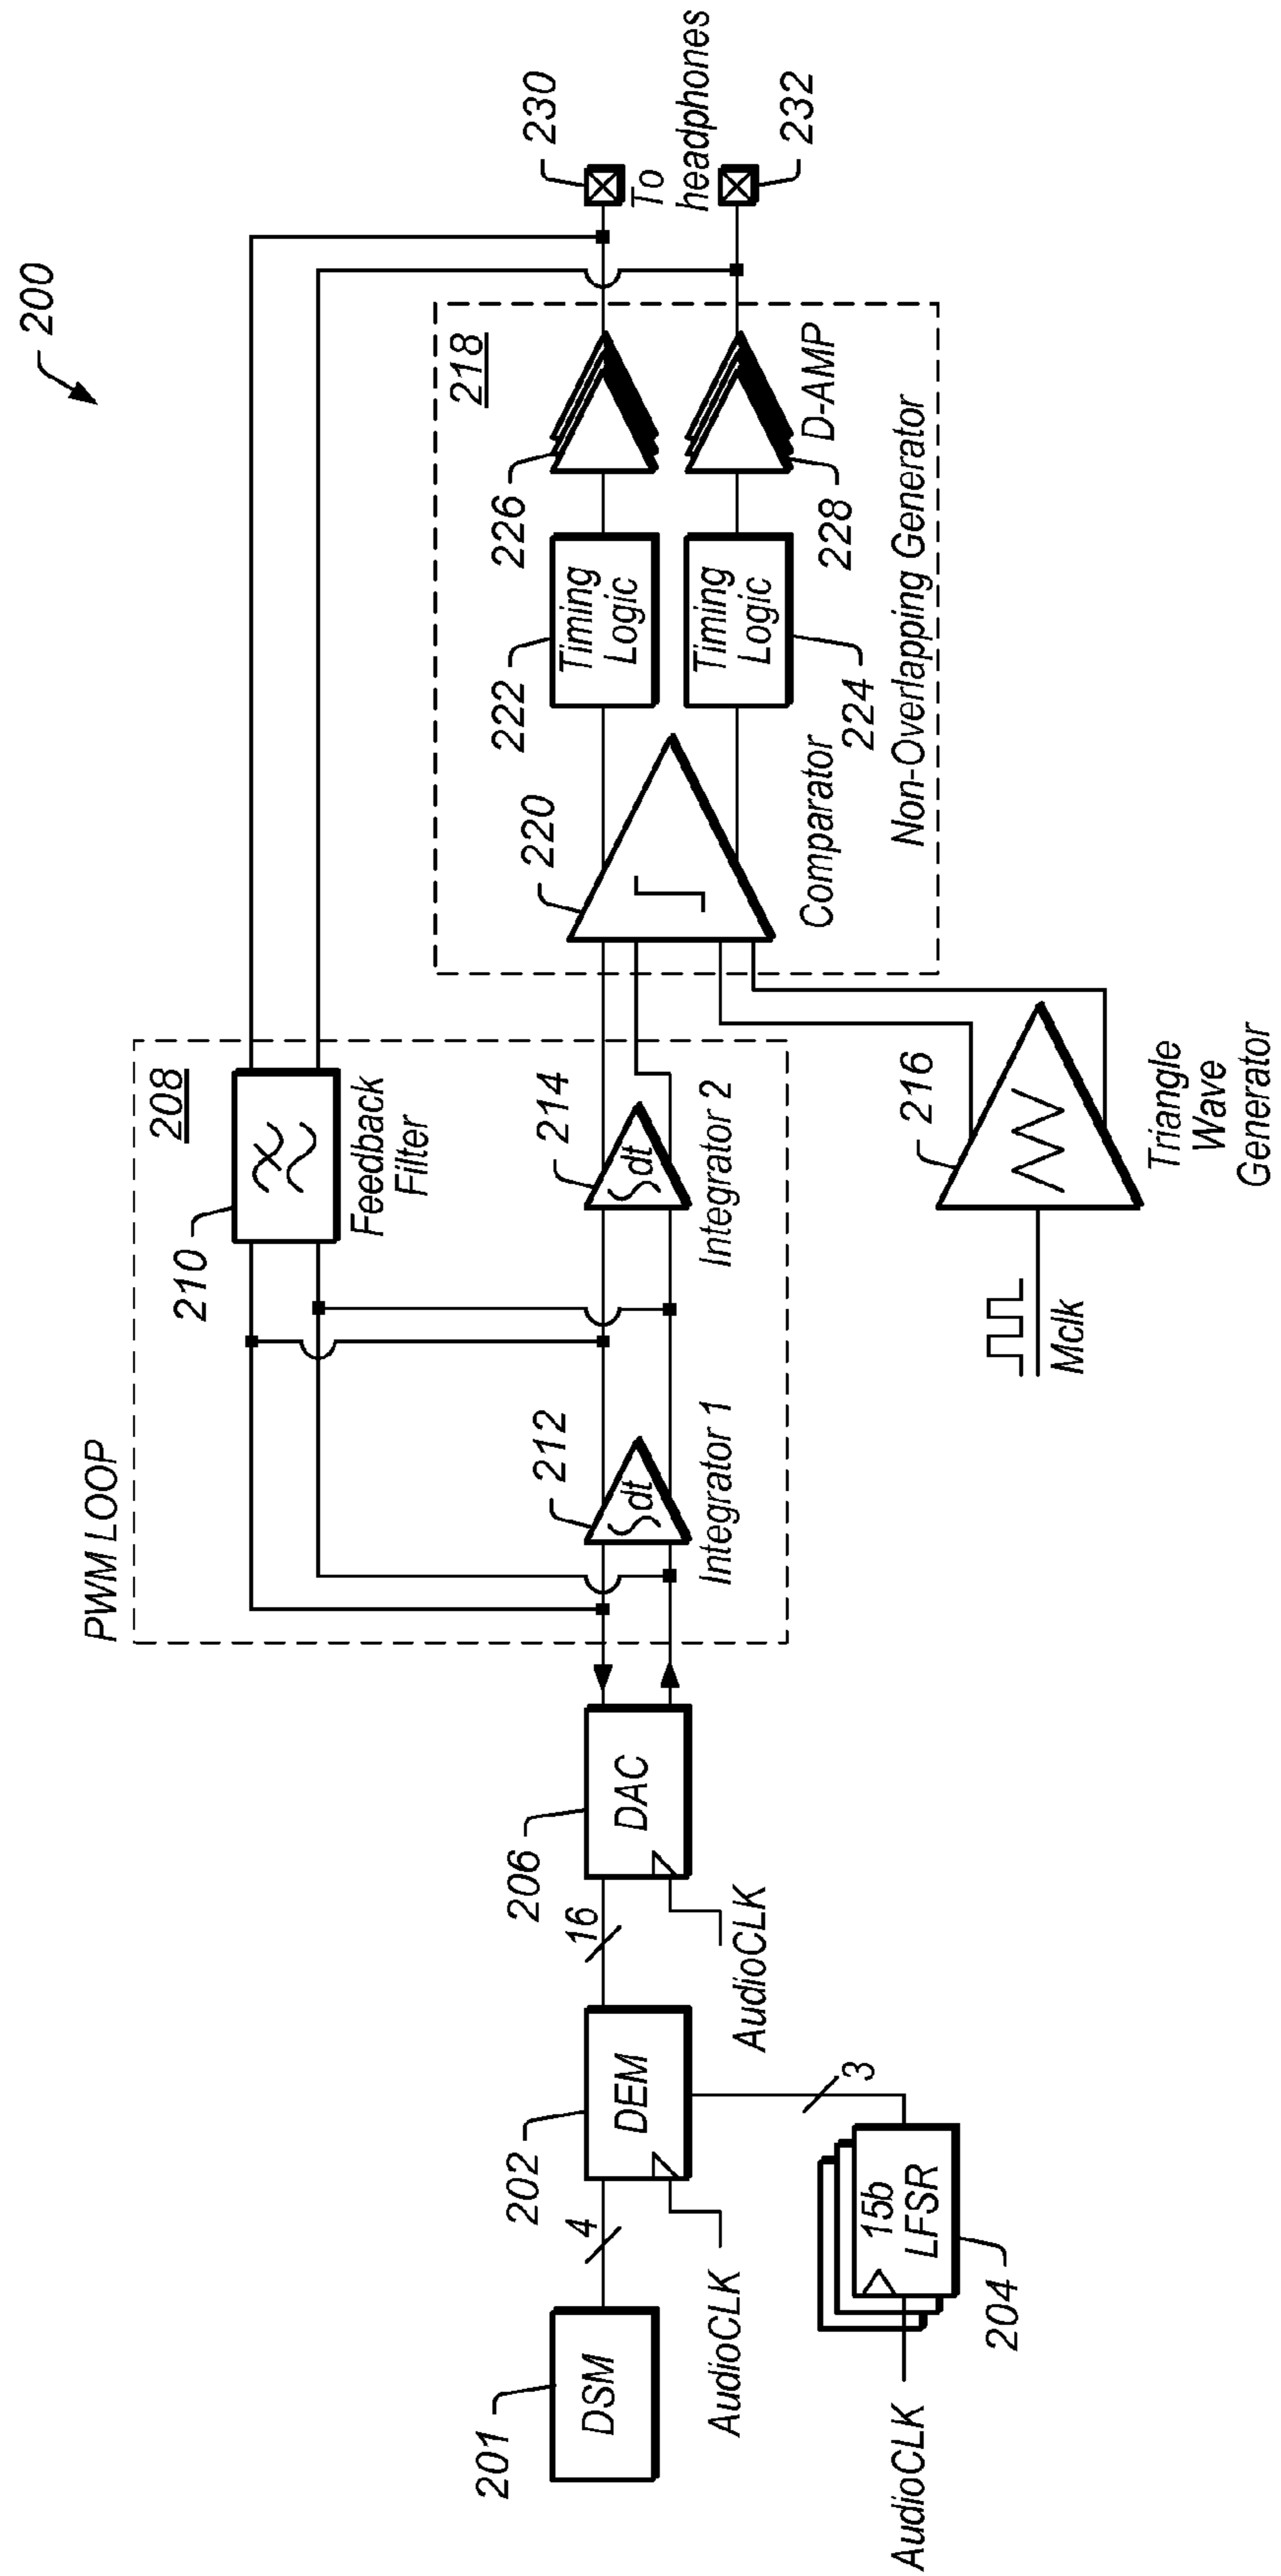 200
PWM LOOP
208
210
Feedback
Filter
212
Integrator 1
∫dt
214
Integrator 2
∫dt
218
220
Comparator
222
Timing
Logic
224
Timing
Logic
226
228
D-AMP
Non-Overlapping Generator
230
To
headphones
232
201
DSM
4
202
DEM
AudioCLK
16
206
DAC
AudioCLK
3
15b
LFSR
204
AudioCLK
216
Mclk
Triangle
Wave
Generator